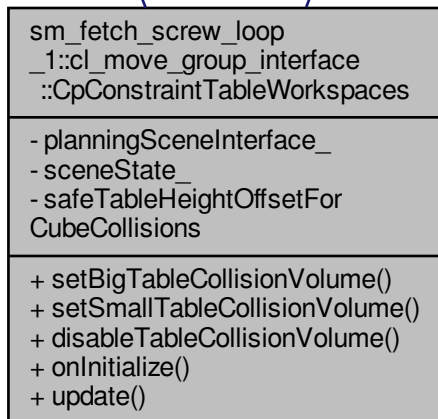 sm_fetch_screw_loop
_1::cl_move_group_interface
::CpConstraintTableWorkspaces
- planningSceneInterface_
- sceneState_
- safeTableHeightOffsetFor
CubeCollisions
+ setBigTableCollisionVolume()
+ setSmallTableCollisionVolume()
+ disableTableCollisionVolume()
+ onInitialize()
+ update()